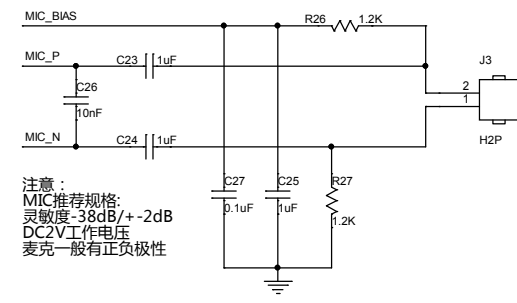 MIC_BIAS
R26 1.2K
MIC_P
C23 1uF
J3
C26
10nF
2
1
MIC_N
C24 1uF
H2P
注意：
MIC推荐规格:
灵敏度-38dB/+-2dB
DC2V工作电压
麦克一般有正负极性
C27
0.1uF
C25
1uF
R27
1.2K